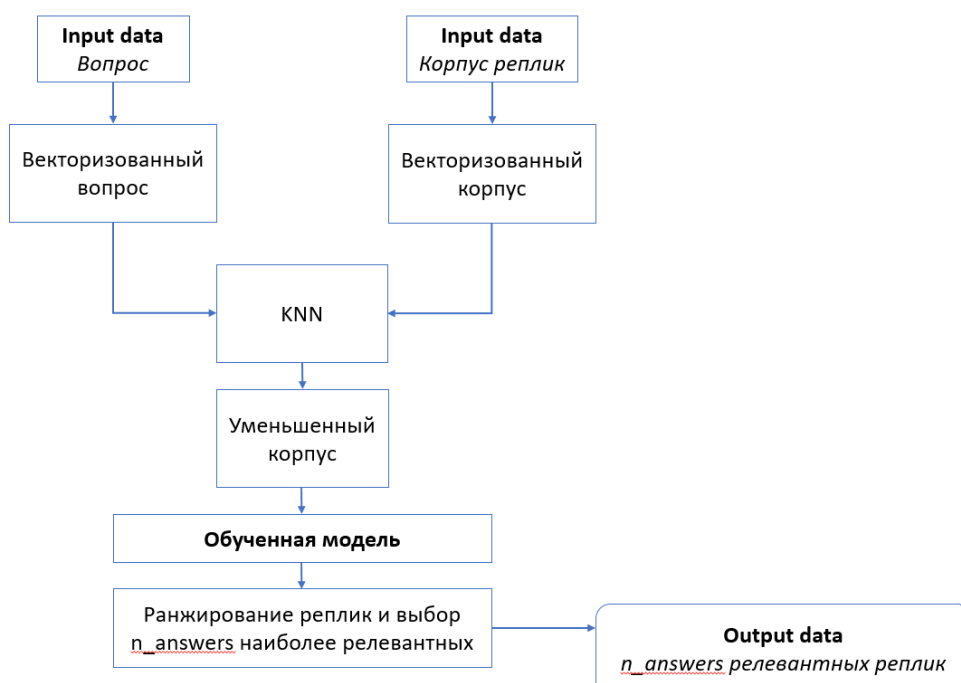 Input data
Вопрос
Input data
Корпус реплик
Векторизованный
вопрос
Векторизованный
корпус
KNN
Уменьшенный
корпус
Обученная модель
Ранжирование реплик и выбор
n_answers наиболее релевантных
Output data
n_answers релевантных реплик